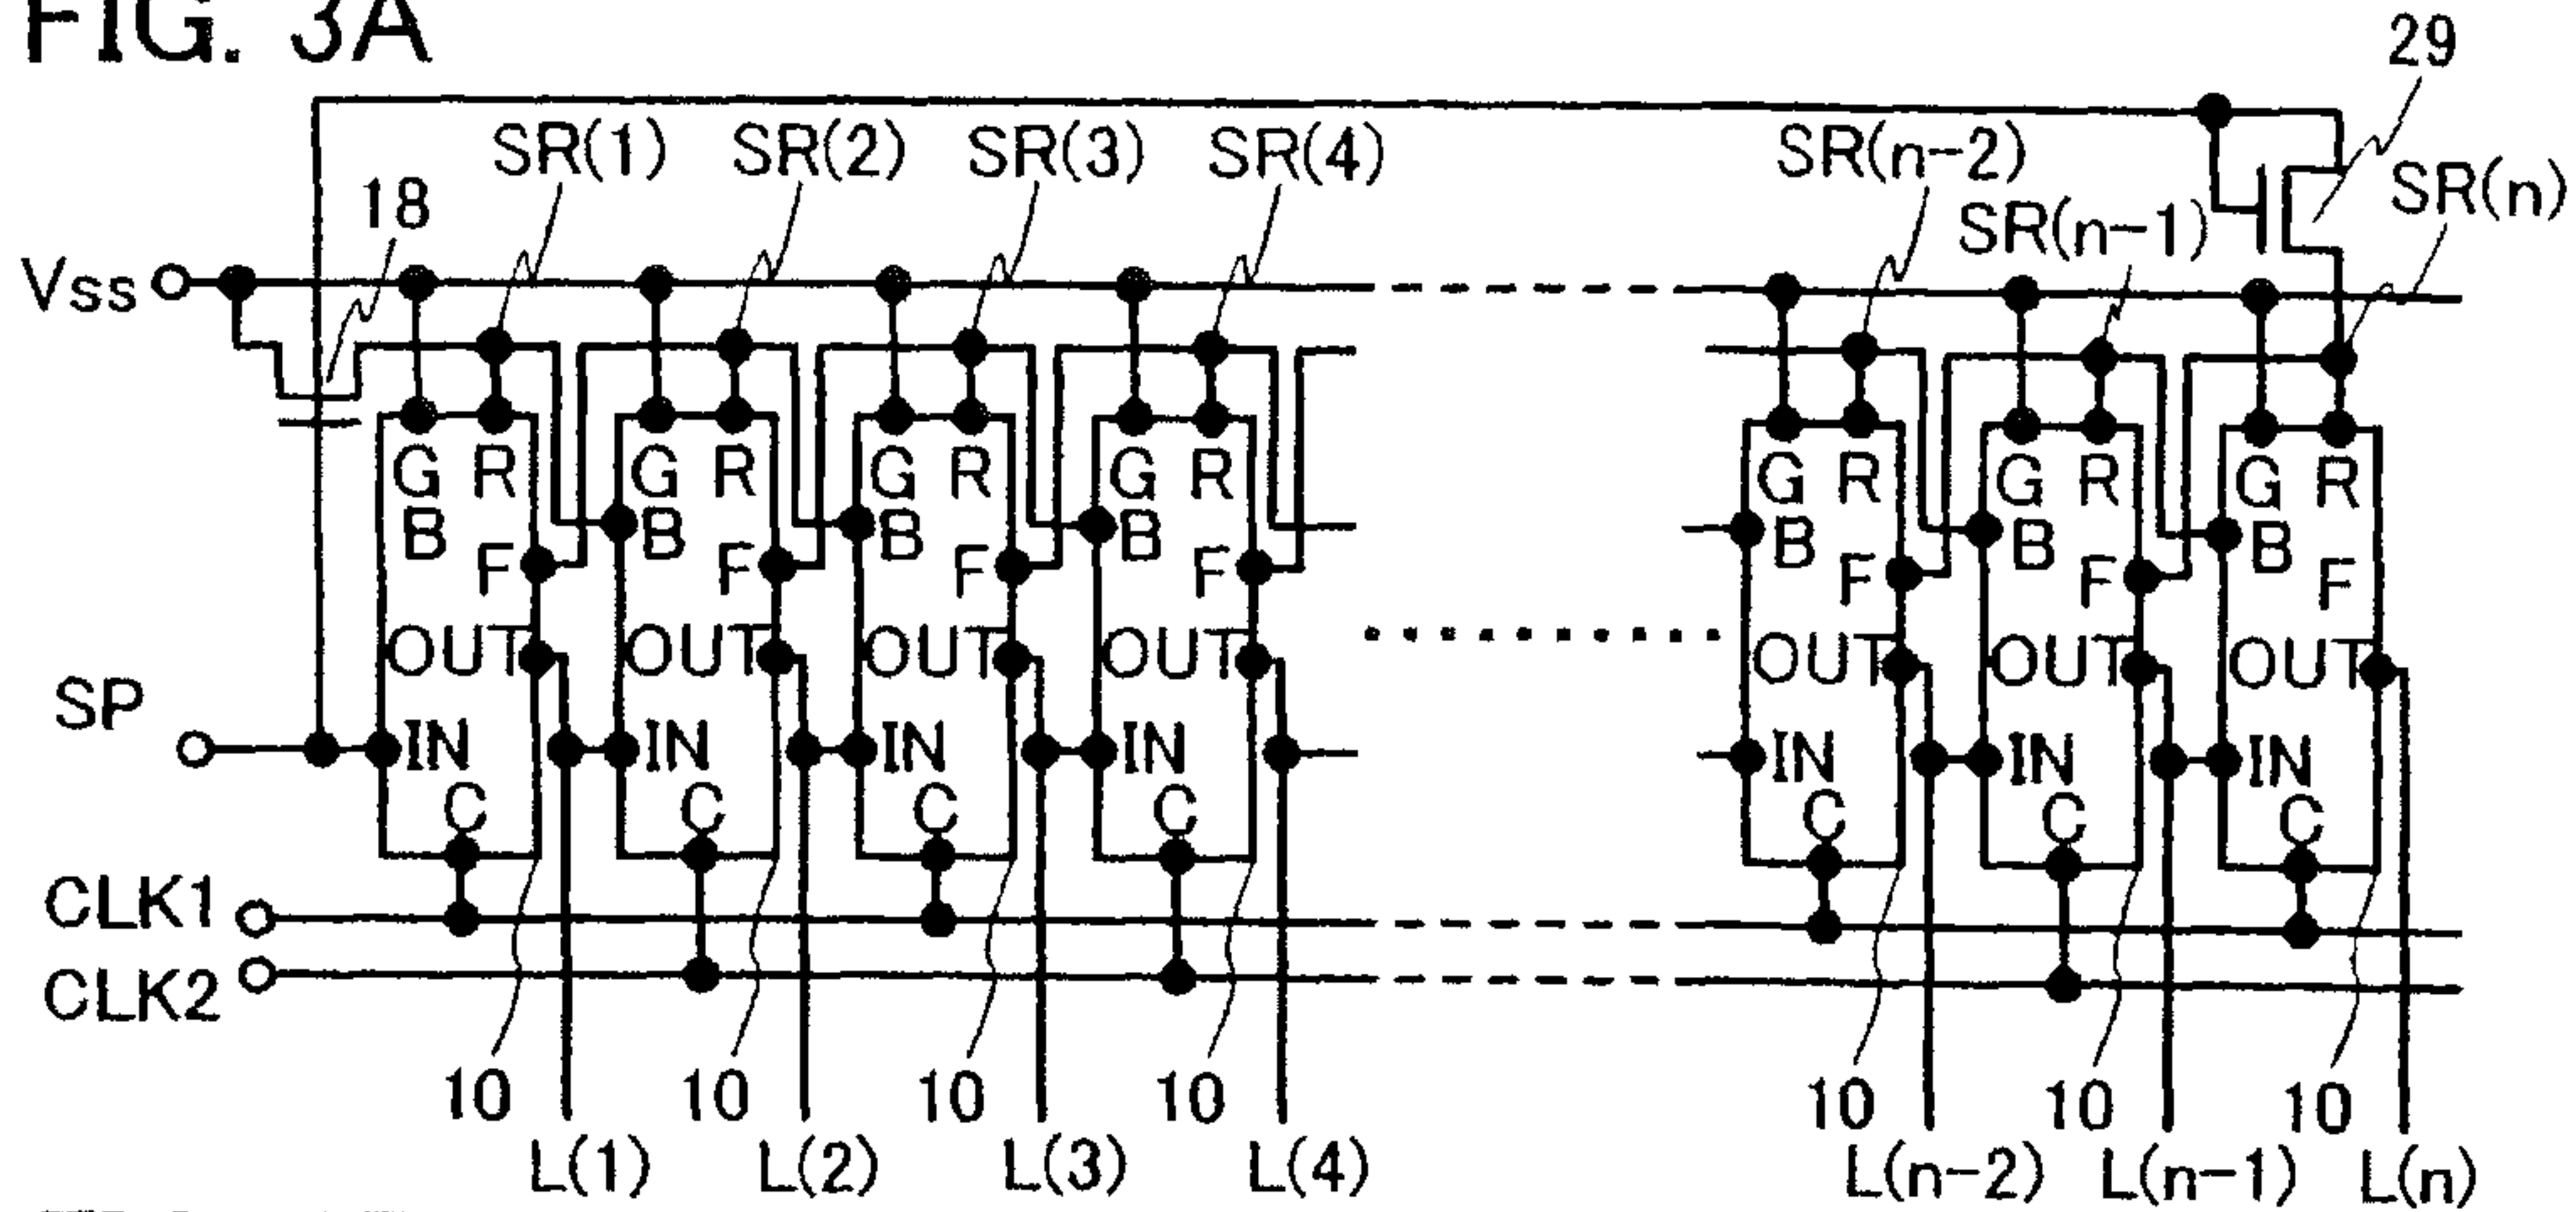 FIG. 3A
29
SR(1) SR(2) SR(3) SR(4) SR(n-2) SR(n)
18 SR(n-1)
Vss
G R G R G R G R G R G R G R
B B B B B B B
F F F F F F F
OUT OUT OUT OUT OUT OUT OUT
SP
IN IN IN IN IN IN IN
C C C C C C C
CLK1
CLK2
10 10 10 10 10 10 10
L(1) L(2) L(3) L(4) L(n-2) L(n-1) L(n)